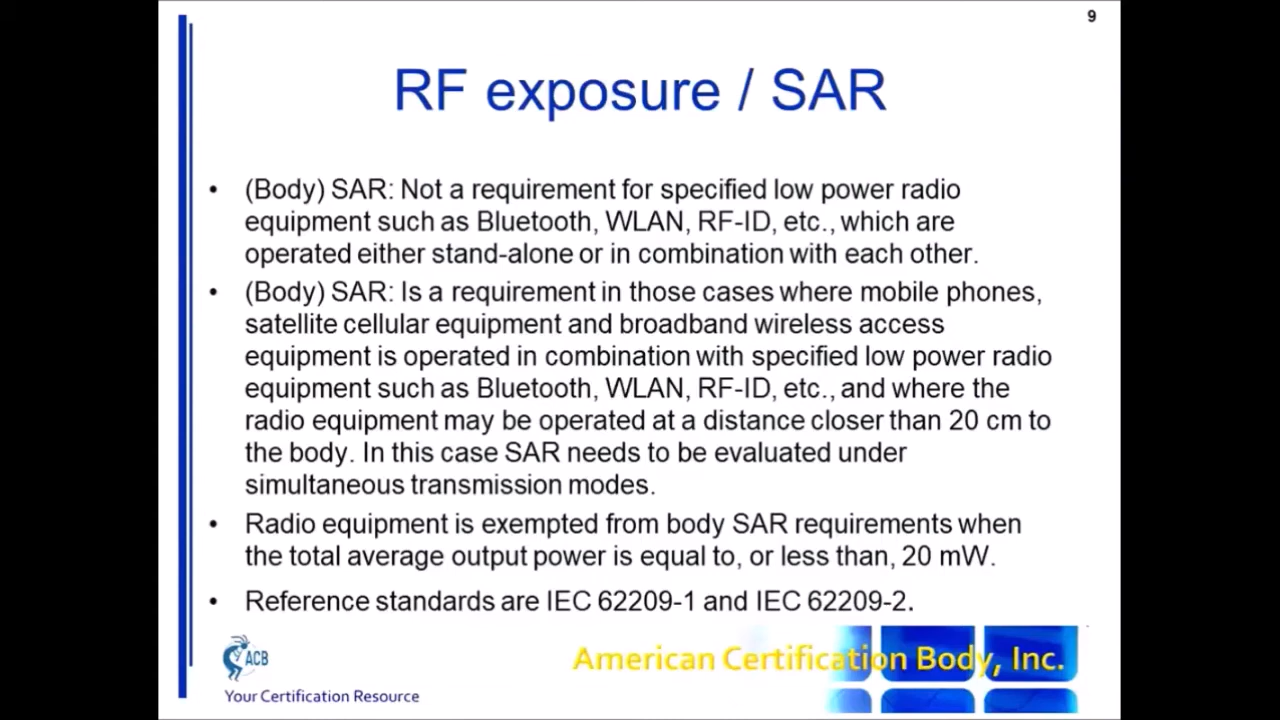 9
RF exposure / SAR
• (Body) SAR: Not a requirement for specified low power radio
equipment such as Bluetooth, WLAN, RF-ID, etc., which are
operated either stand-alone or in combination with each other.
• (Body) SAR: Is a requirement in those cases where mobile phones,
satellite cellular equipment and broadband wireless access
equipment is operated in combination with specified low power radio
equipment such as Bluetooth, WLAN, RF-ID, etc., and where the
radio equipment may be operated at a distance closer than 20 cm to
the body. In this case SAR needs to be evaluated under
simultaneous transmission modes.
• Radio equipment is exempted from body SAR requirements when
the total average output power is equal to, or less than, 20 mW.
• Reference standards are IEC 62209-1 and IEC 62209-2.
ACB
American Certification Body, Inc.
Your Certification Resource